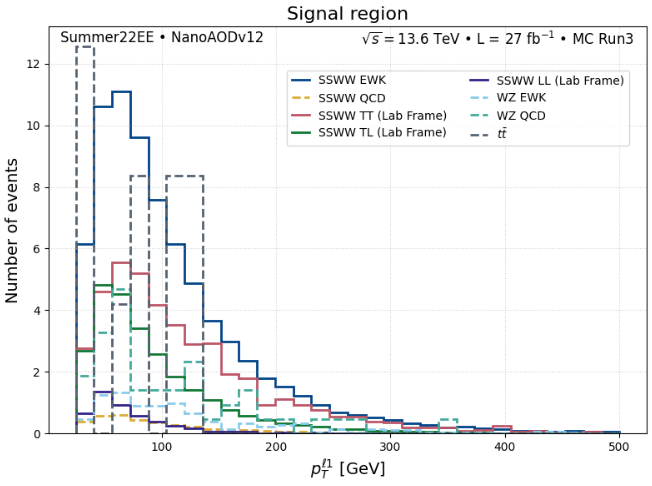 Signal region
Summer22EE • NanoAODv12
√s = 13.6 TeV • L = 27 fb⁻¹ • MC Run3
SSWW EWK
SSWW QCD
SSWW TT (Lab Frame)
SSWW TL (Lab Frame)
SSWW LL (Lab Frame)
WZ EWK
WZ QCD
tt̄
Number of events
12
10
8
6
4
2
0
100
200
300
400
500
p_T^{ℓ1} [GeV]